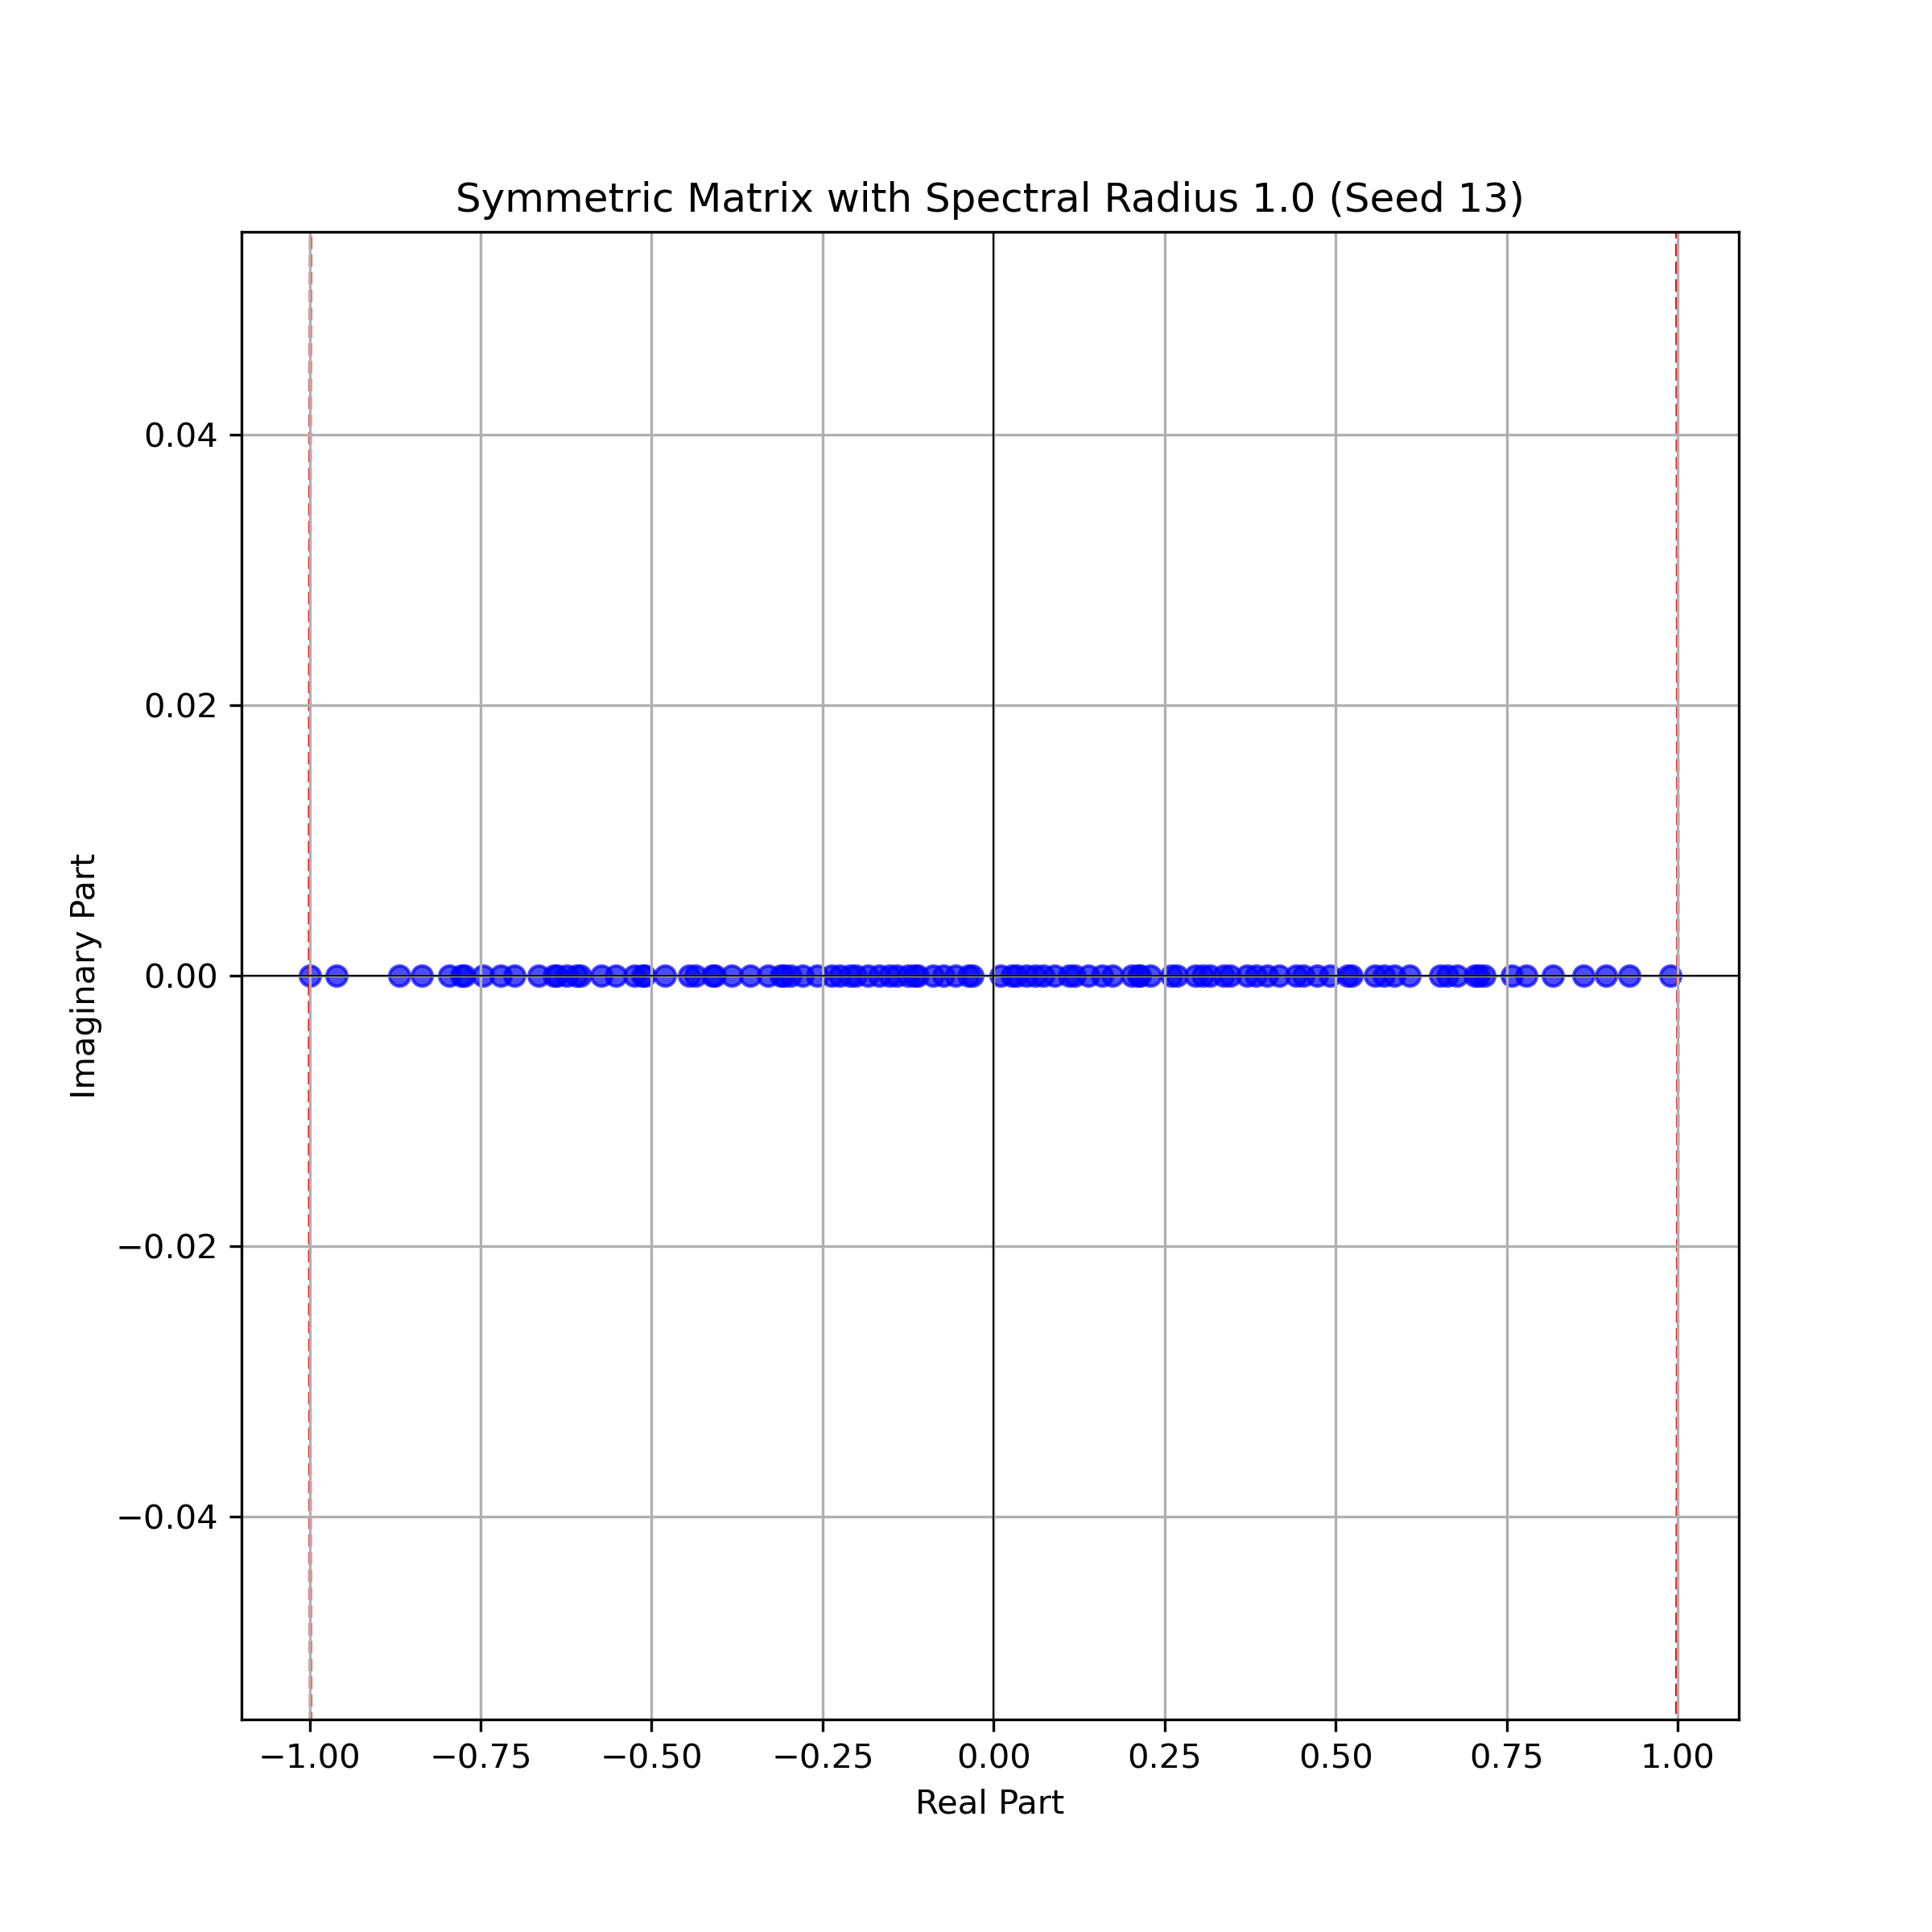 Symmetric Matrix with Spectral Radius 1.0 (Seed 13)
0.04
0.02
0.00
−0.02
−0.04
Imaginary Part
−1.00 −0.75 −0.50 −0.25 0.00 0.25 0.50 0.75 1.00
Real Part